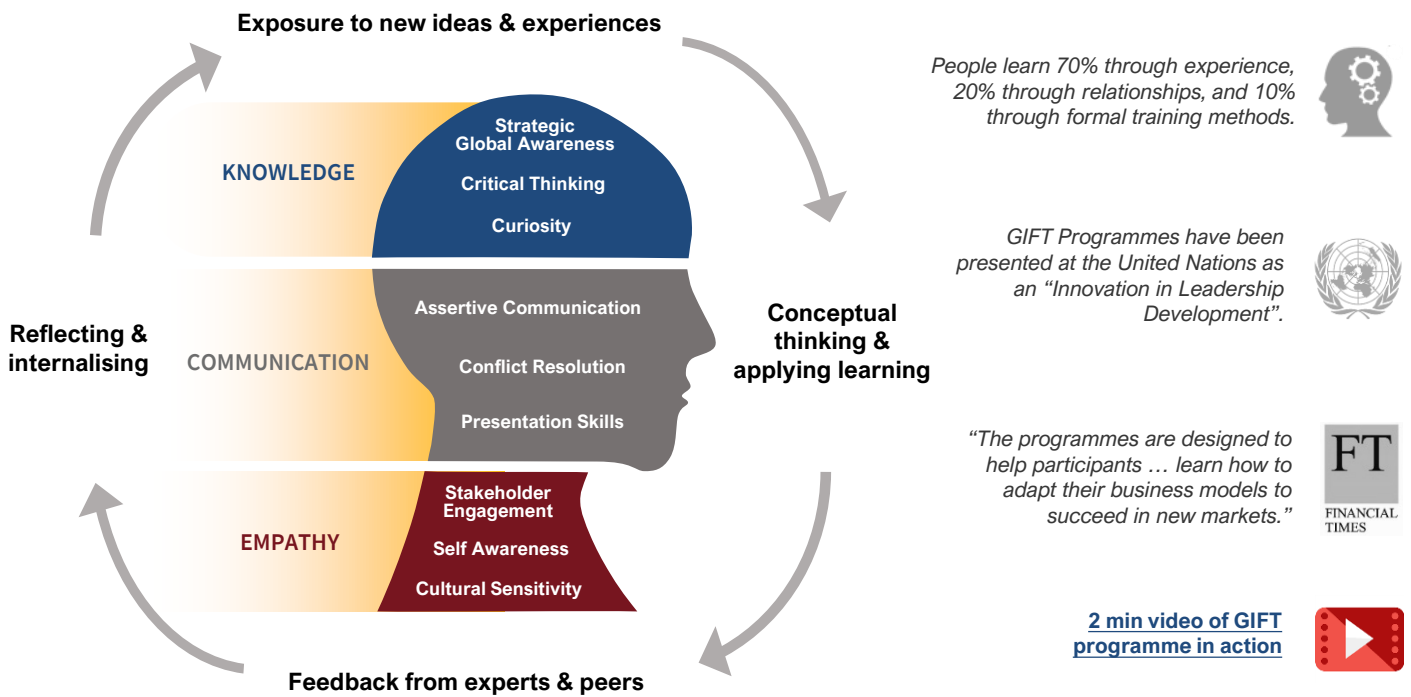 Exposure to new ideas & experiences
KNOWLEDGE
Strategic
Global Awareness
Critical Thinking
Curiosity
Reflecting &
internalising
COMMUNICATION
Assertive Communication
Conflict Resolution
Presentation Skills
Conceptual
thinking &
applying learning
EMPATHY
Stakeholder
Engagement
Self Awareness
Cultural Sensitivity
Feedback from experts & peers
People learn 70% through experience,
20% through relationships, and 10%
through formal training methods.
GIFT Programmes have been
presented at the United Nations as
an “Innovation in Leadership
Development”.
“The programmes are designed to
help participants … learn how to
adapt their business models to
succeed in new markets.”
FT
FINANCIAL
TIMES
2 min video of GIFT
programme in action